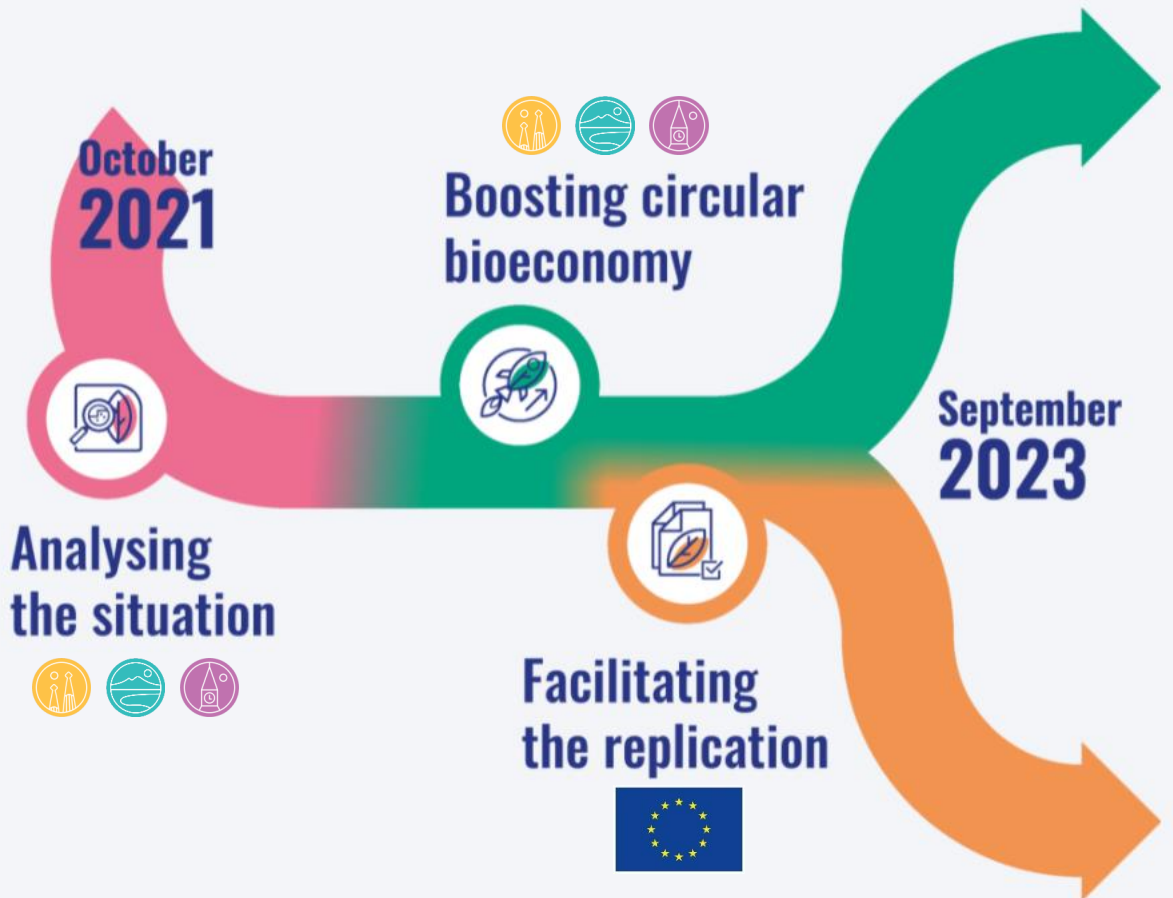 October
2021
Boosting circular
bioeconomy
September
2023
Analysing
the situation
Facilitating
the replication